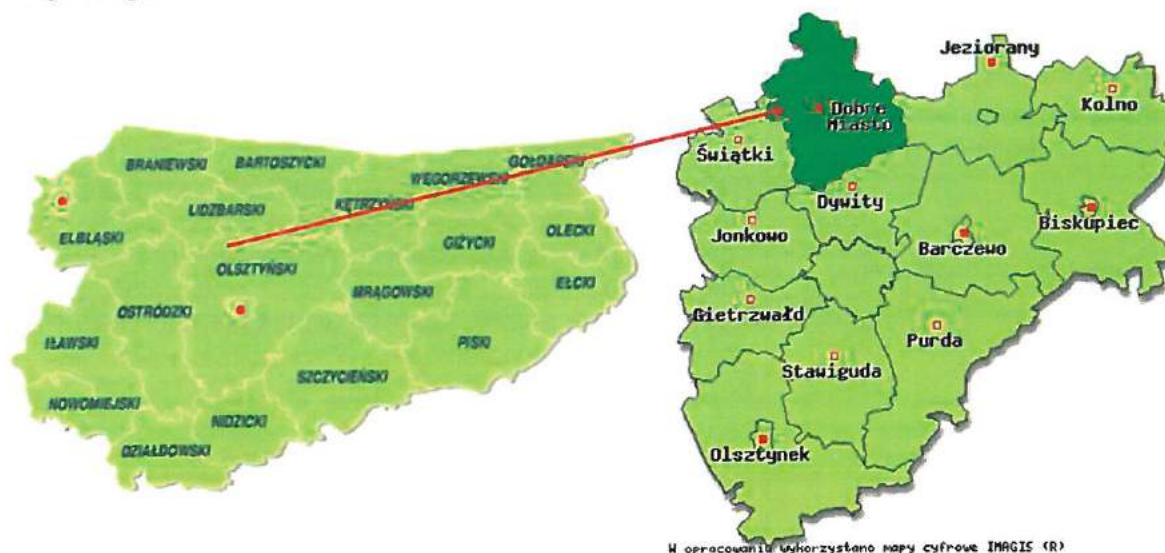 BRANIEWSKI
BARTOSZYCKI
GOŁDAPSKI
WĘGORZEWSKI
LIDZBARSKI
KĘTRZYŃSKI
ELBLĄSKI
GIŻYCKI
OLECKI
OLSZTYŃSKI
EŁCKI
MRĄGOWSKI
OSTRÓDZKI
IŁAWSKI
PISKI
SZCZYCIEŃSKI
NOWOMIEJSKI
NIDZICKI
DZIAŁDOWSKI
Jeziorany
Dobre
Miasto
Kolno
Świątki
Dywity
Biskupiec
Jonkowo
Barczewo
Gietrzwałd
Purda
Stawiguda
Olsztynek
W opracowaniu wykorzystano mapy cyfrowe IMAGIS (R)